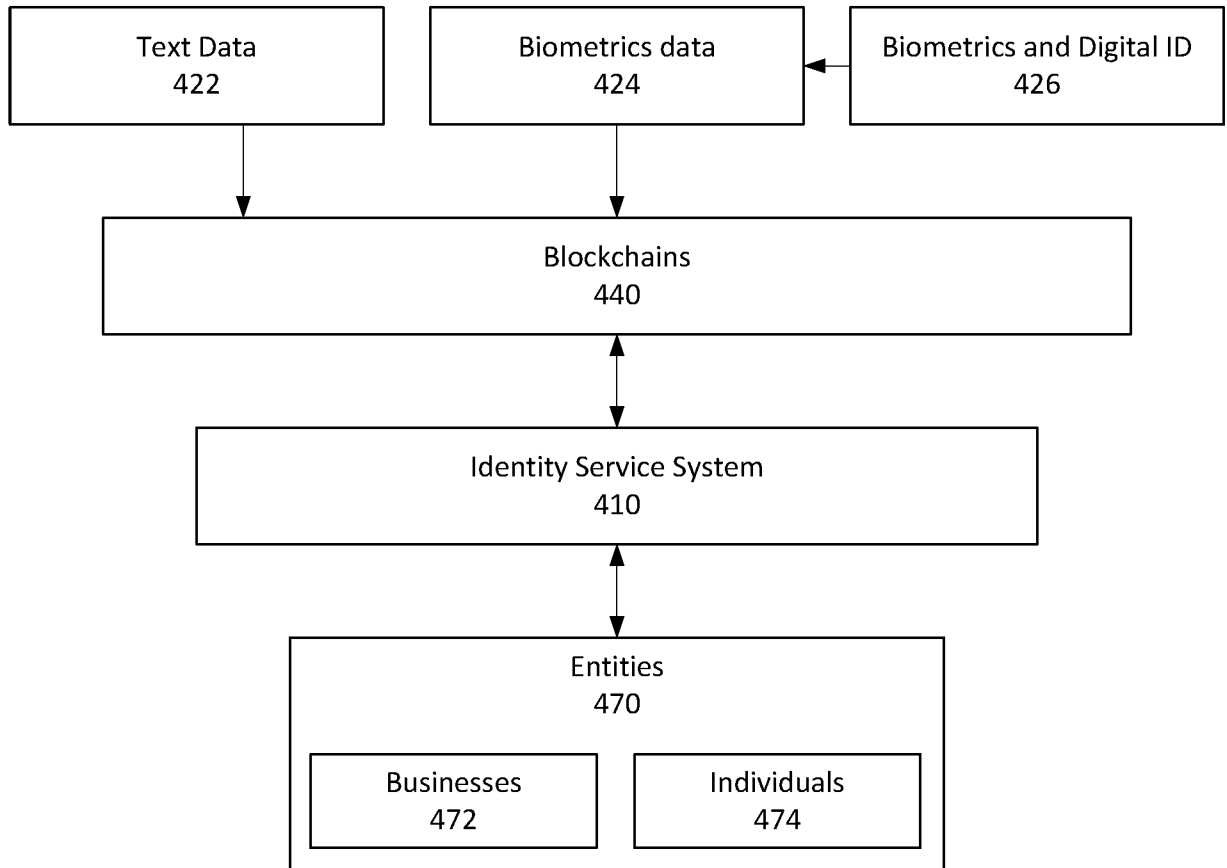 Text Data
422
Biometrics data
424
Biometrics and Digital ID
426
Blockchains
440
Identity Service System
410
Entities
470
Businesses
472
Individuals
474